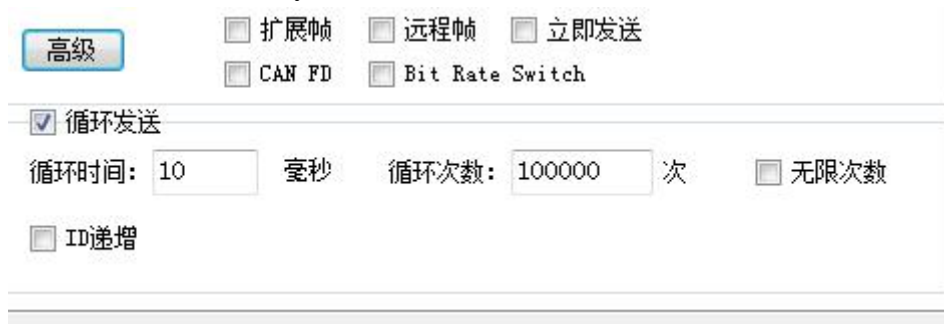 高级 扩展帧 远程帧 立即发送
CAN FD Bit Rate Switch
循环发送
循环时间: 10 毫秒 循环次数: 100000 次 无限次数
ID递增